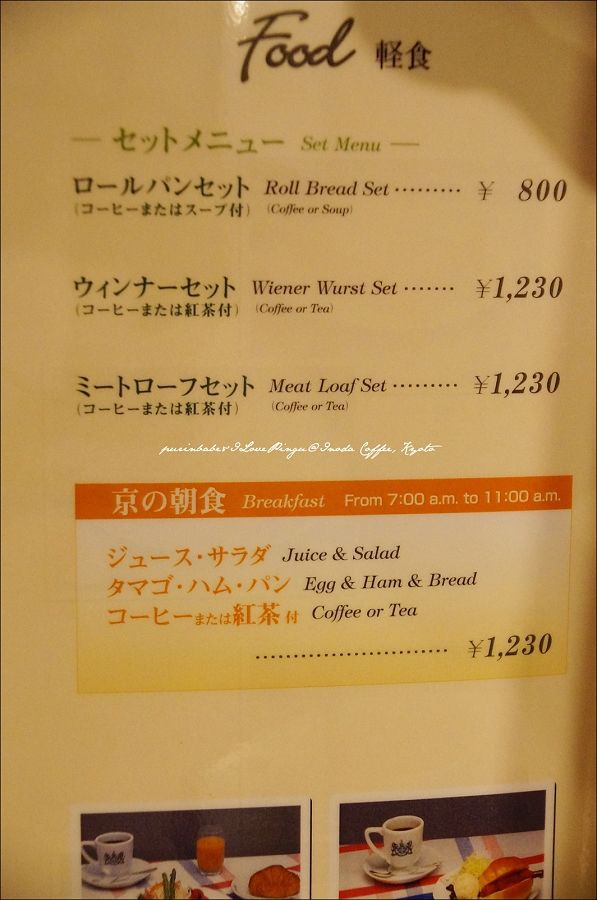 Food 軽食
— セットメニュー Set Menu —
ロールパンセット Roll Bread Set ········· ¥ 800
(コーヒーまたはスープ付) (Coffee or Soup)
ウィンナーセット Wiener Wurst Set ······· ¥1,230
(コーヒーまたは紅茶付) (Coffee or Tea)
ミートローフセット Meat Loaf Set ········· ¥1,230
(コーヒーまたは紅茶付) (Coffee or Tea)
purinbabe & I Love Pingu @ Inoda Coffee, Kyoto
京の朝食 Breakfast From 7:00 a.m. to 11:00 a.m.
ジュース・サラダ Juice & Salad
タマゴ・ハム・パン Egg & Ham & Bread
コーヒーまたは紅茶付 Coffee or Tea
························· ¥1,230